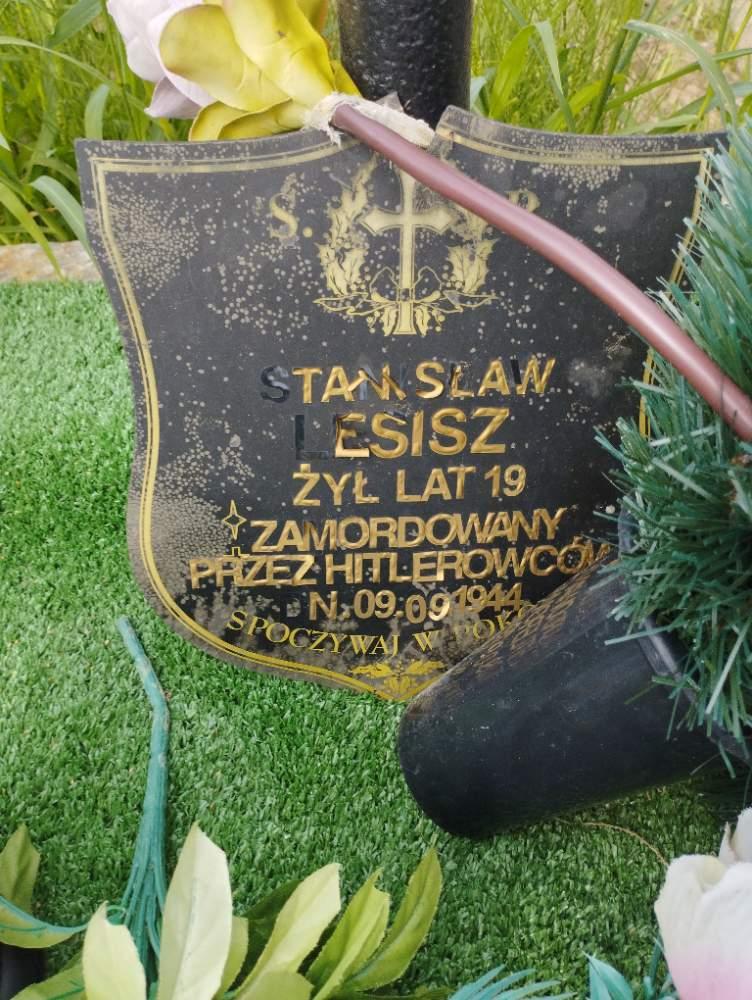 Ś. P.
STANISŁAW
LESISZ
ŻYŁ LAT 19
ZAMORDOWANY
PRZEZ HITLEROWCÓW
N. 09.09 1944
SPOCZYWAJ W